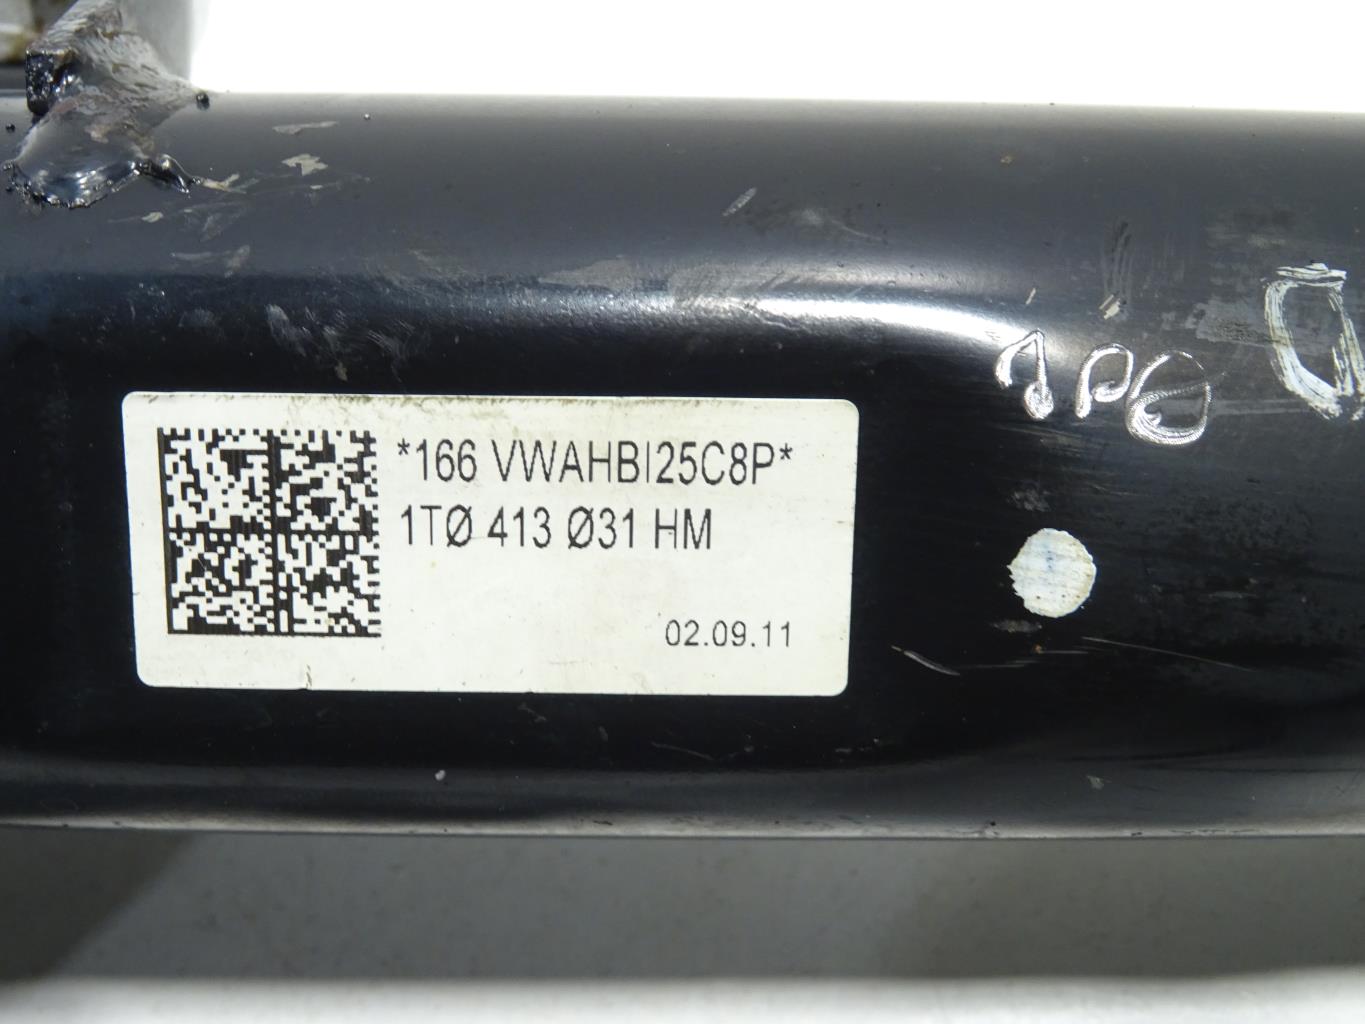 *166 VWAHBI25C8P*
1TØ 413 Ø31 HM
02.09.11